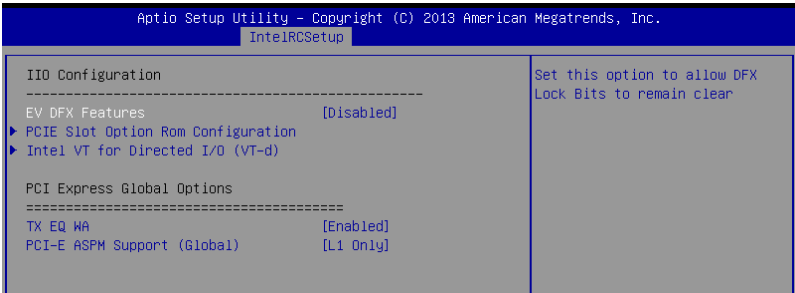 Aptio Setup Utility – Copyright (C) 2013 American Megatrends, Inc.
IntelRCSetup
IIO Configuration
--------------------------------------------------
EV DFX Features [Disabled]
PCIE Slot Option Rom Configuration
Intel VT for Directed I/O (VT-d)
PCI Express Global Options
========================================
TX EQ WA [Enabled]
PCI-E ASPM Support (Global) [L1 Only]
Set this option to allow DFX
Lock Bits to remain clear